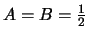 A = B = 1/2